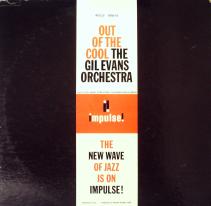 OUT
OF THE
COOL THE
GIL EVANS
ORCHESTRA
impulse!
THE
NEW WAVE
OF JAZZ
IS ON
IMPULSE!